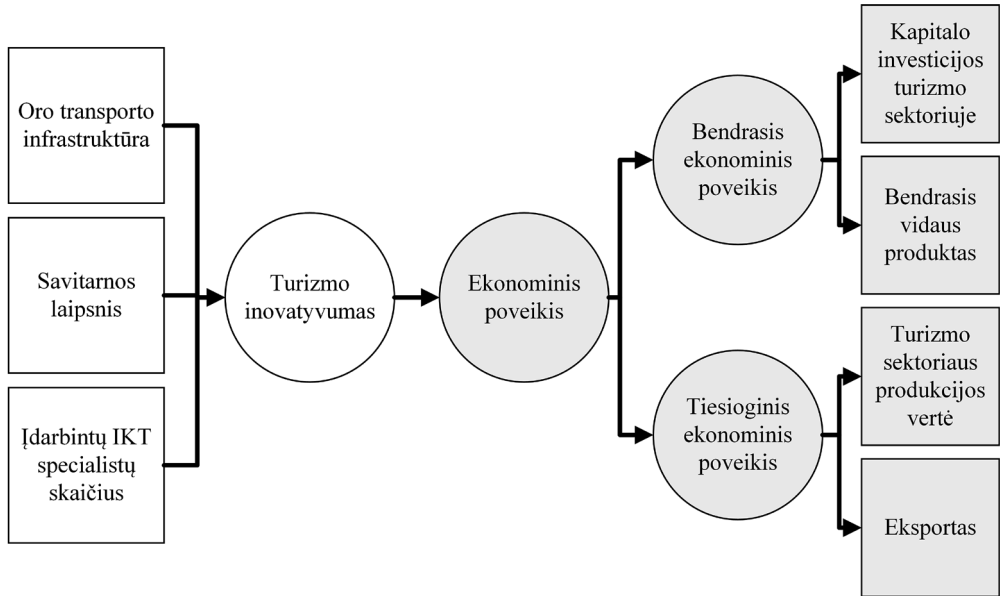 Oro transporto
infrastruktūra
Savitarnos
laipsnis
Įdarbintų IKT
specialistų
skaičius
Turizmo
inovatyvumas
Ekonominis
poveikis
Bendrasis
ekonominis
poveikis
Tiesioginis
ekonominis
poveikis
Kapitalo
investicijos
turizmo
sektoriuje
Bendrasis
vidaus
produktas
Turizmo
sektoriaus
produkcijos
vertė
Eksportas